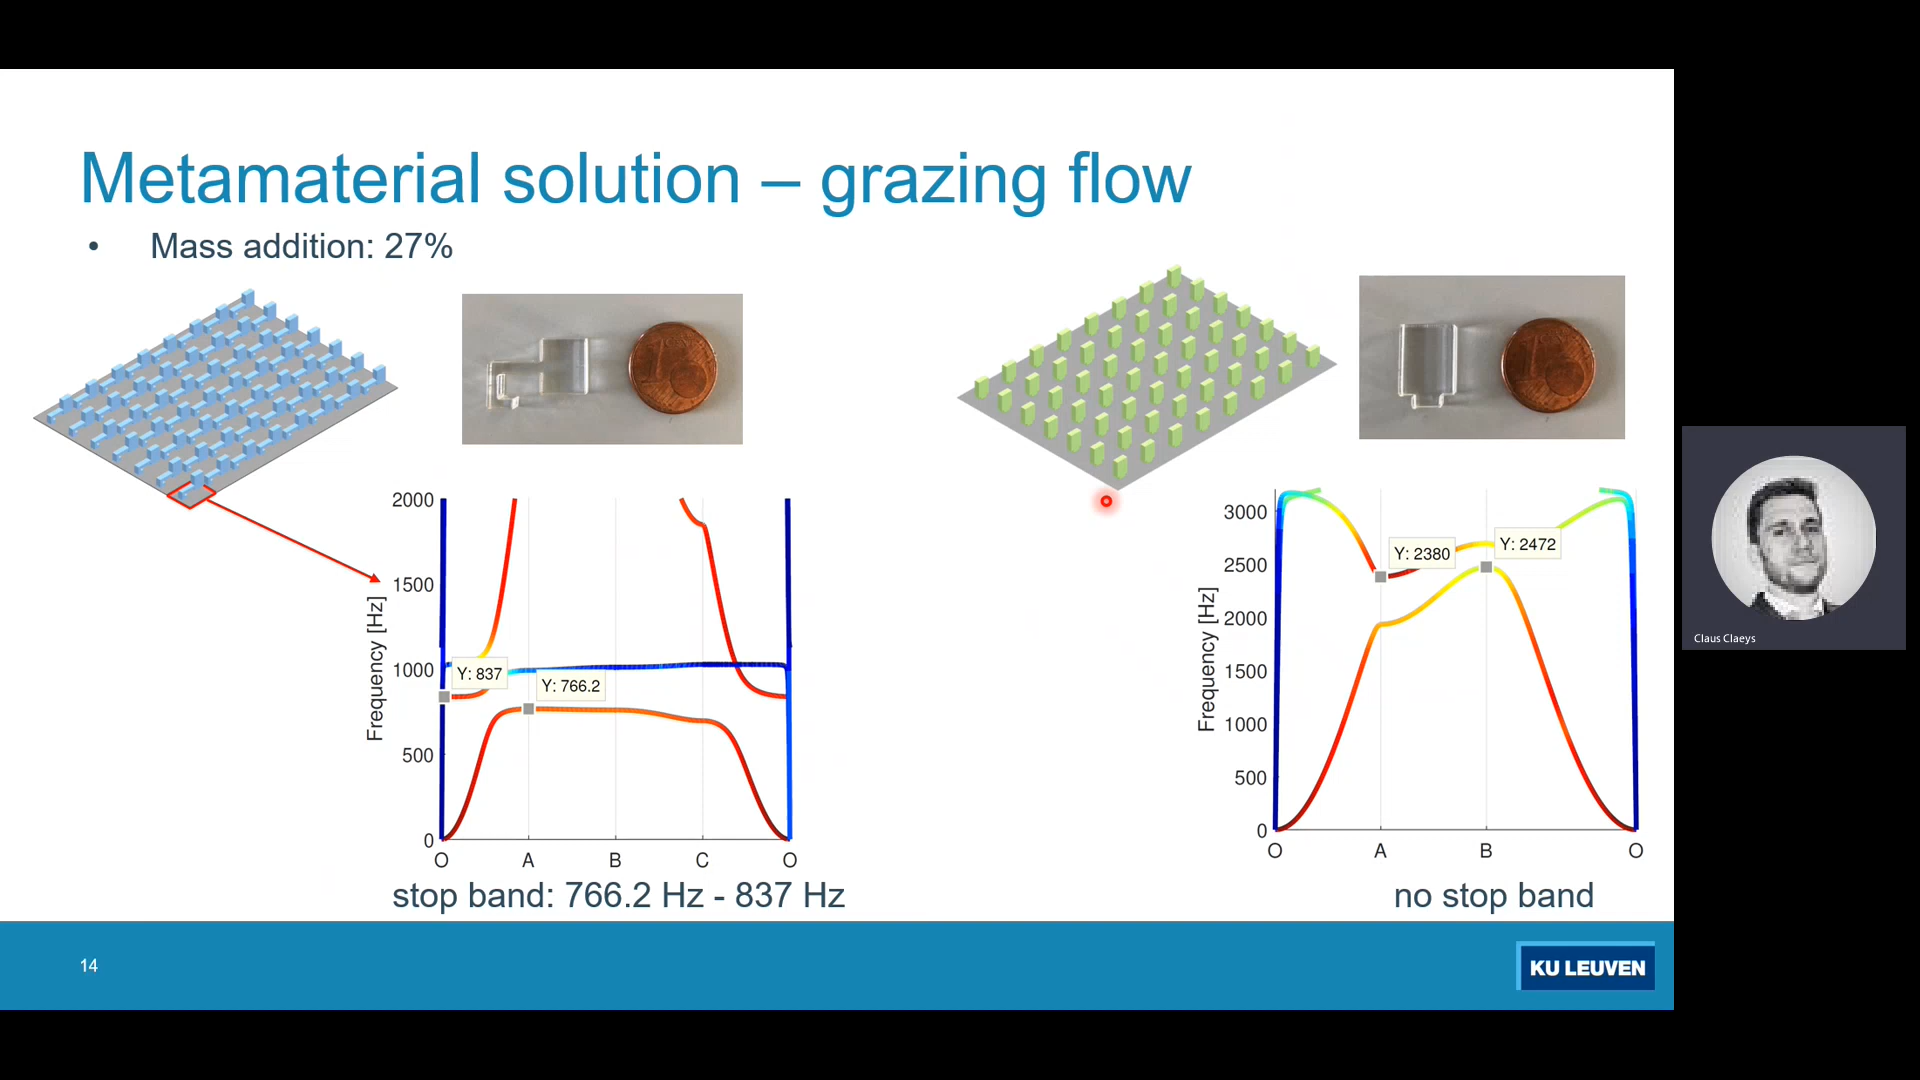 Metamaterial solution – grazing flow
• Mass addition: 27%
2000
1500
1000
500
0
Frequency [Hz]
Y: 837
Y: 766.2
O A B C O
stop band: 766.2 Hz - 837 Hz
3000
2500
2000
1500
1000
500
0
Frequency [Hz]
Y: 2380
Y: 2472
O A B O
no stop band
14
KU LEUVEN
Claus Claeys